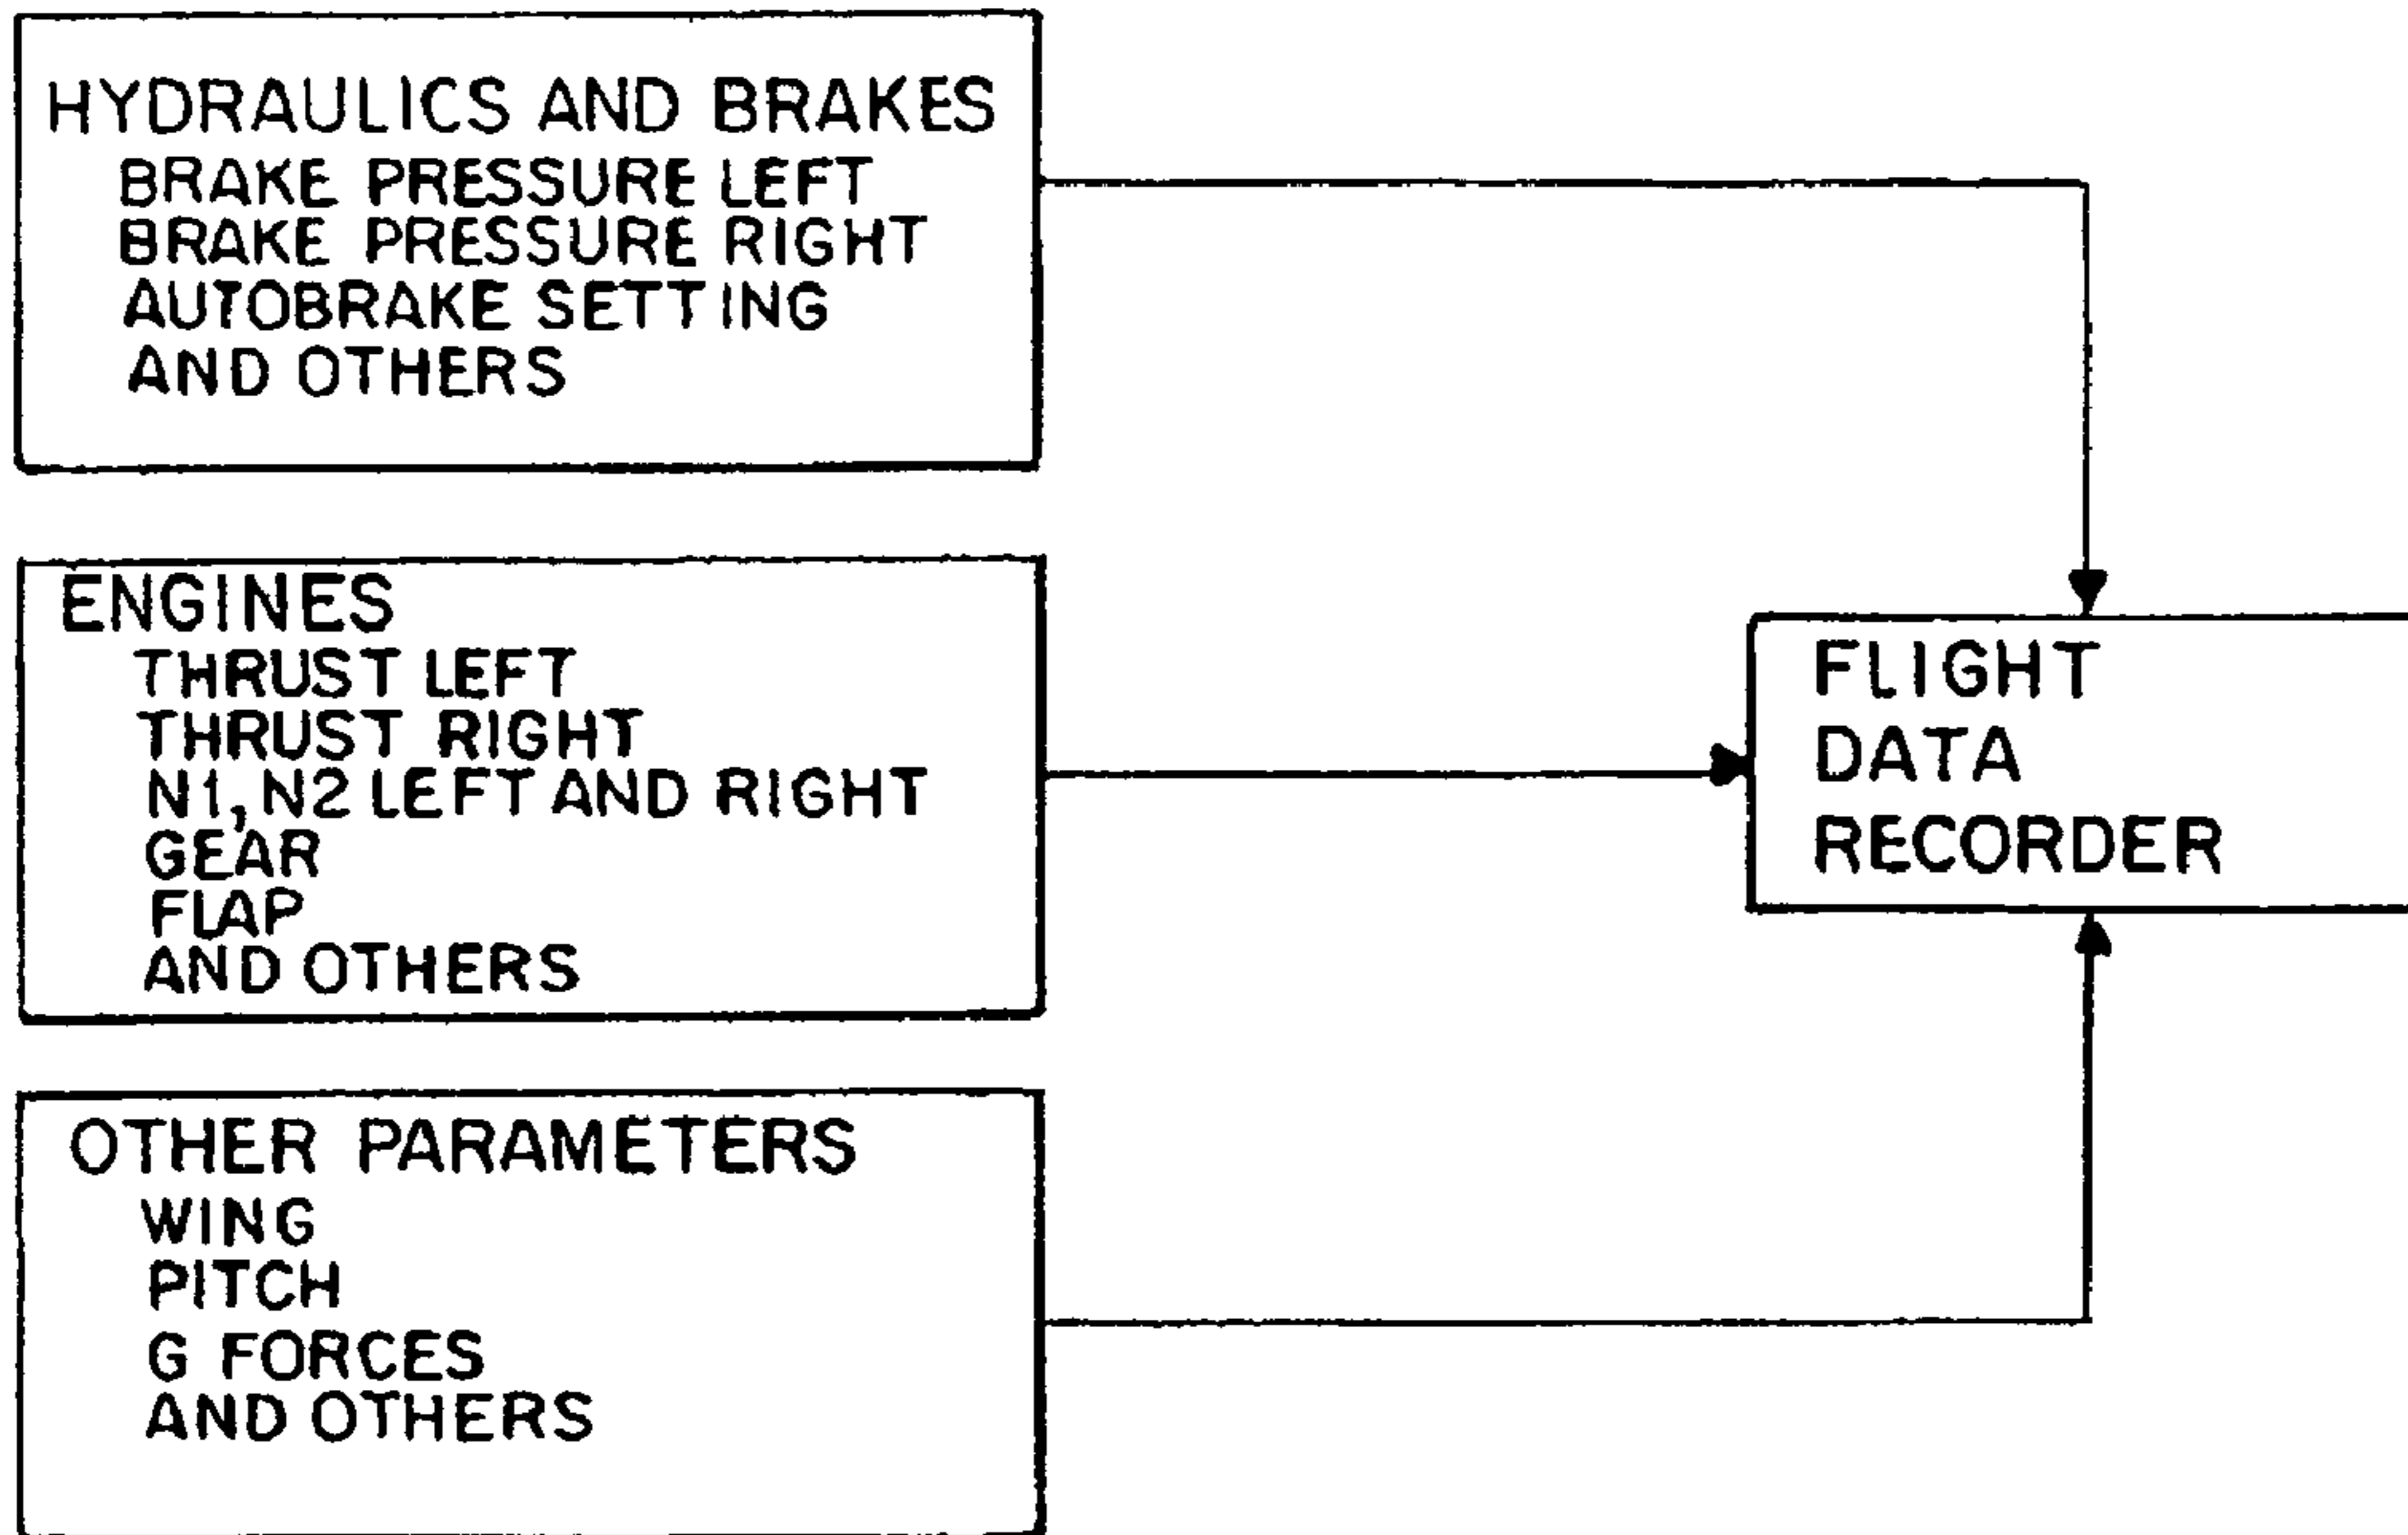 HYDRAULICS AND BRAKES
BRAKE PRESSURE LEFT
BRAKE PRESSURE RIGHT
AUTOBRAKE SETTING
AND OTHERS
ENGINES
THRUST LEFT
THRUST RIGHT
N1, N2 LEFT AND RIGHT
GEAR
FLAP
AND OTHERS
OTHER PARAMETERS
WING
PITCH
G FORCES
AND OTHERS
FLIGHT
DATA
RECORDER